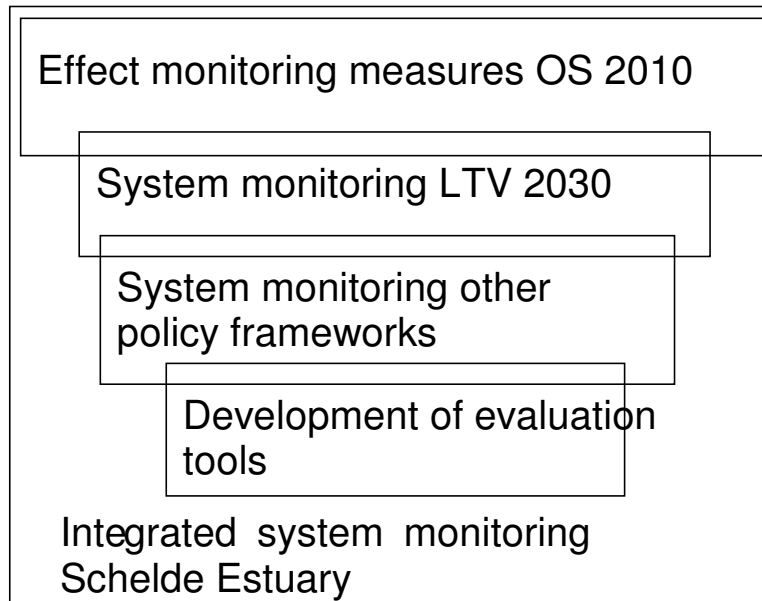 Effect monitoring measures OS 2010
System monitoring LTV 2030
System monitoring other
policy frameworks
Development of evaluation
tools
Integrated system monitoring
Schelde Estuary